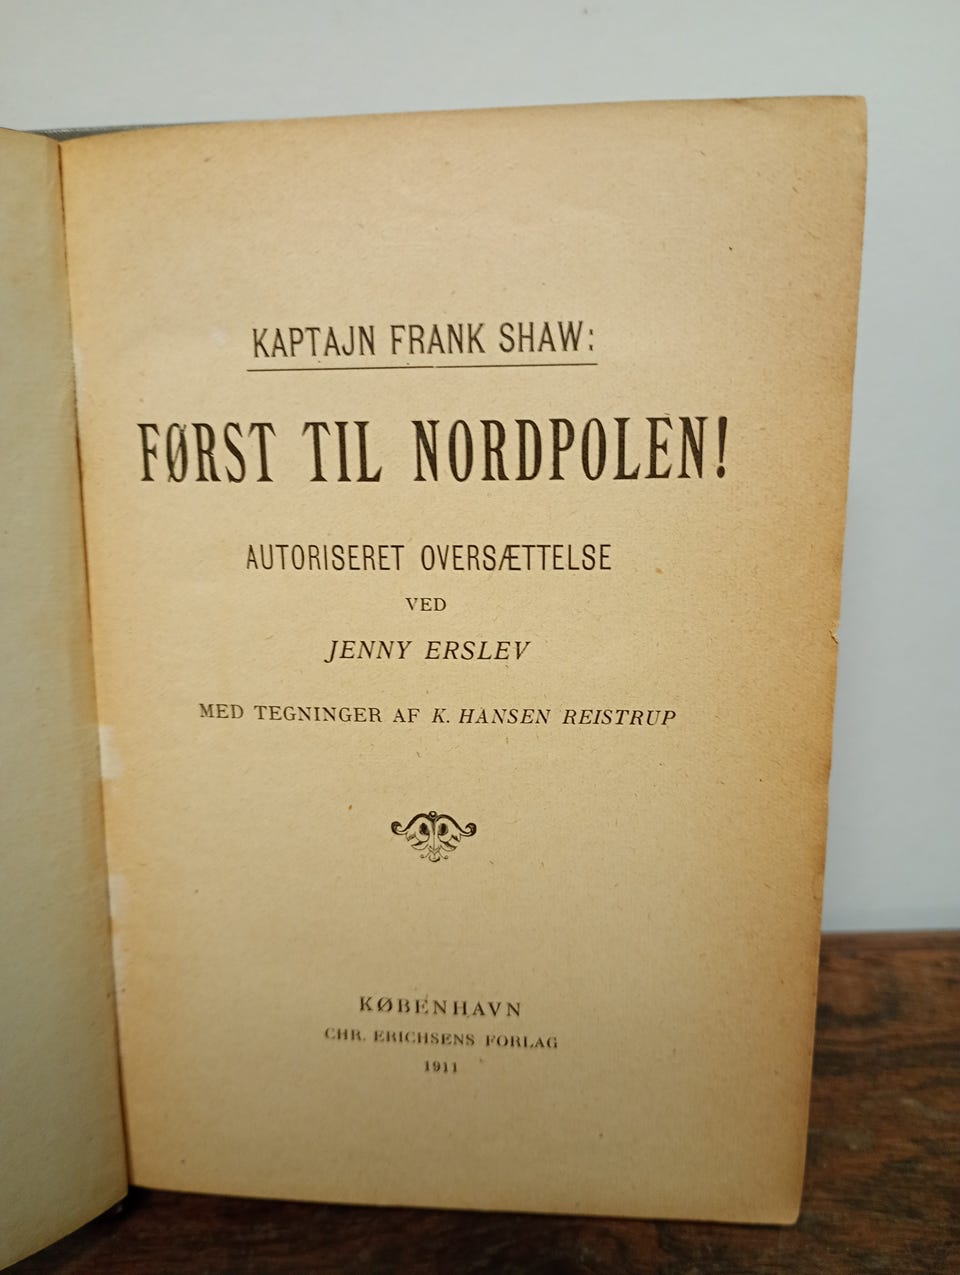 KAPTAJN FRANK SHAW:
FØRST TIL NORDPOLEN!
AUTORISERET OVERSÆTTELSE
VED
JENNY ERSLEV
MED TEGNINGER AF K. HANSEN REISTRUP
KØBENHAVN
CHR. ERICHSENS FORLAG
1911